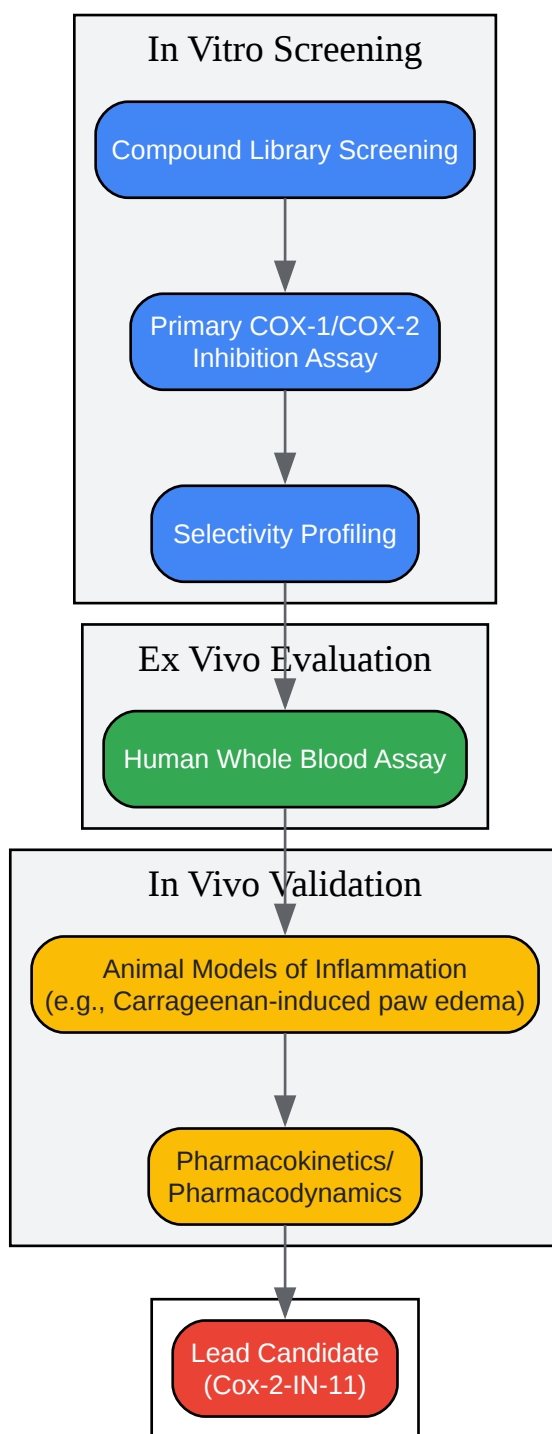 In Vitro Screening
Compound Library Screening
Primary COX-1/COX-2
Inhibition Assay
Selectivity Profiling
Ex Vivo Evaluation
Human Whole Blood Assay
In Vivo Validation
Animal Models of Inflammation
(e.g., Carrageenan-induced paw edema)
Pharmacokinetics/
Pharmacodynamics
Lead Candidate
(Cox-2-IN-11)